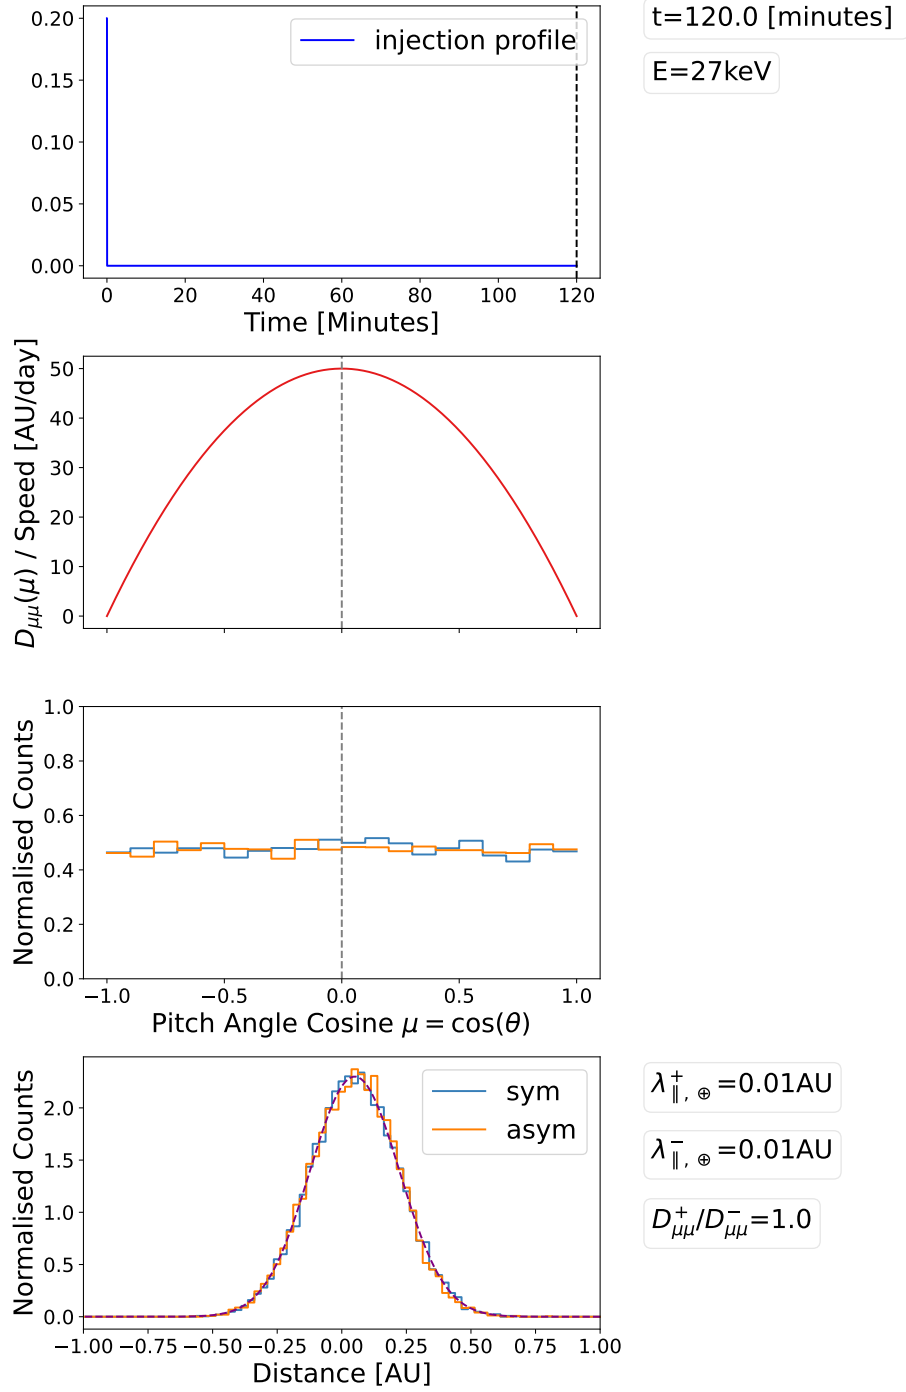 t=120.0 [minutes]
E=27keV
injection profile
0.20
0.15
0.10
0.05
0.00
0 20 40 60 80 100 120
Time [Minutes]
D_{μμ}(μ) / Speed [AU/day]
50
40
30
20
10
0
Normalised Counts
1.0
0.8
0.6
0.4
0.2
0.0
−1.0 −0.5 0.0 0.5 1.0
Pitch Angle Cosine μ = cos(θ)
Normalised Counts
2.0
1.5
1.0
0.5
0.0
sym
asym
−1.00 −0.75 −0.50 −0.25 0.00 0.25 0.50 0.75 1.00
Distance [AU]
λ^+_{∥, ⊕}=0.01AU
λ^−_{∥, ⊕}=0.01AU
D^+_{μμ}/D^−_{μμ}=1.0